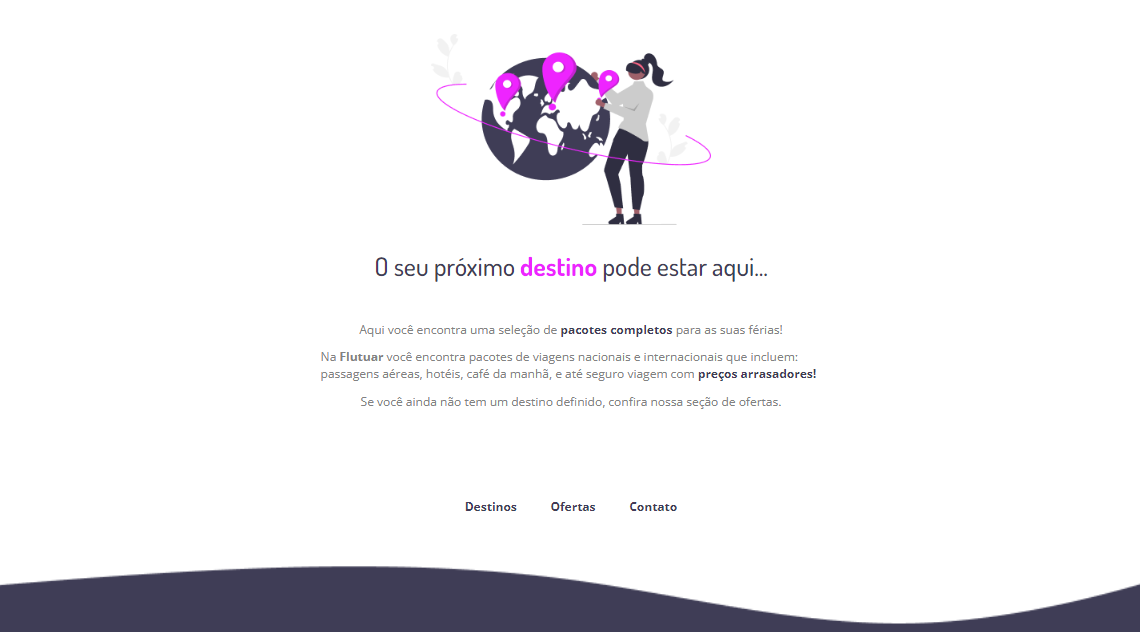 O seu próximo destino pode estar aqui...
Aqui você encontra uma seleção de pacotes completos para as suas férias!
Na Flutuar você encontra pacotes de viagens nacionais e internacionais que incluem:
passagens aéreas, hotéis, café da manhã, e até seguro viagem com preços arrasadores!
Se você ainda não tem um destino definido, confira nossa seção de ofertas.
Destinos Ofertas Contato